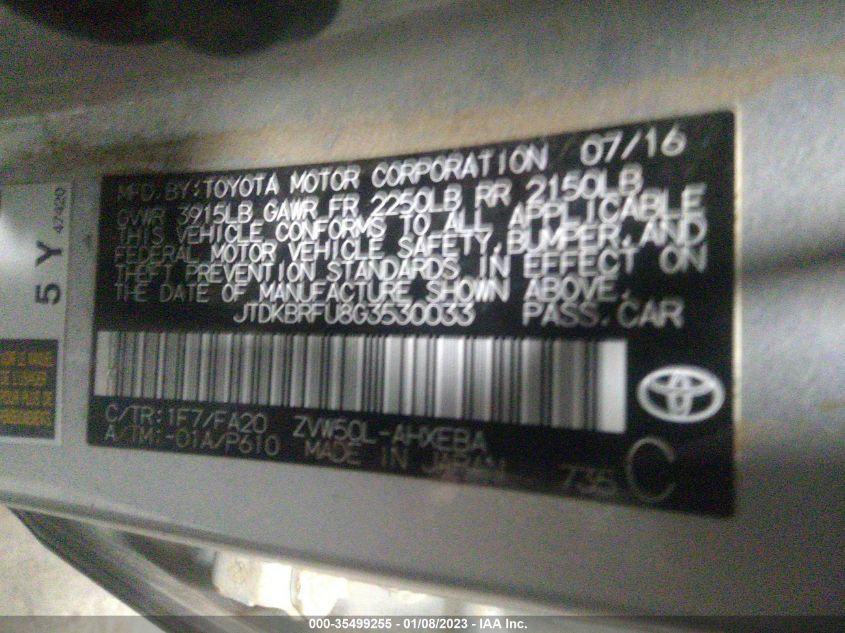 MFD. BY: TOYOTA MOTOR CORPORATION 07/16
GVWR 3915LB GAWR FR 2250LB RR 2150LB
THIS VEHICLE CONFORMS TO ALL APPLICABLE
FEDERAL MOTOR VEHICLE SAFETY, BUMPER, AND
THEFT PREVENTION STANDARDS IN EFFECT ON
THE DATE OF MANUFACTURE SHOWN ABOVE.
JTDKBRFU8G3530033 PASS.CAR
C/TR: 1F7/FA20 ZVW50L-AHXEBA
A/TM: -01A/P610 MADE IN JAPAN 735 C
5 Y 47420
000-35499255 - 01/08/2023 - IAA Inc.